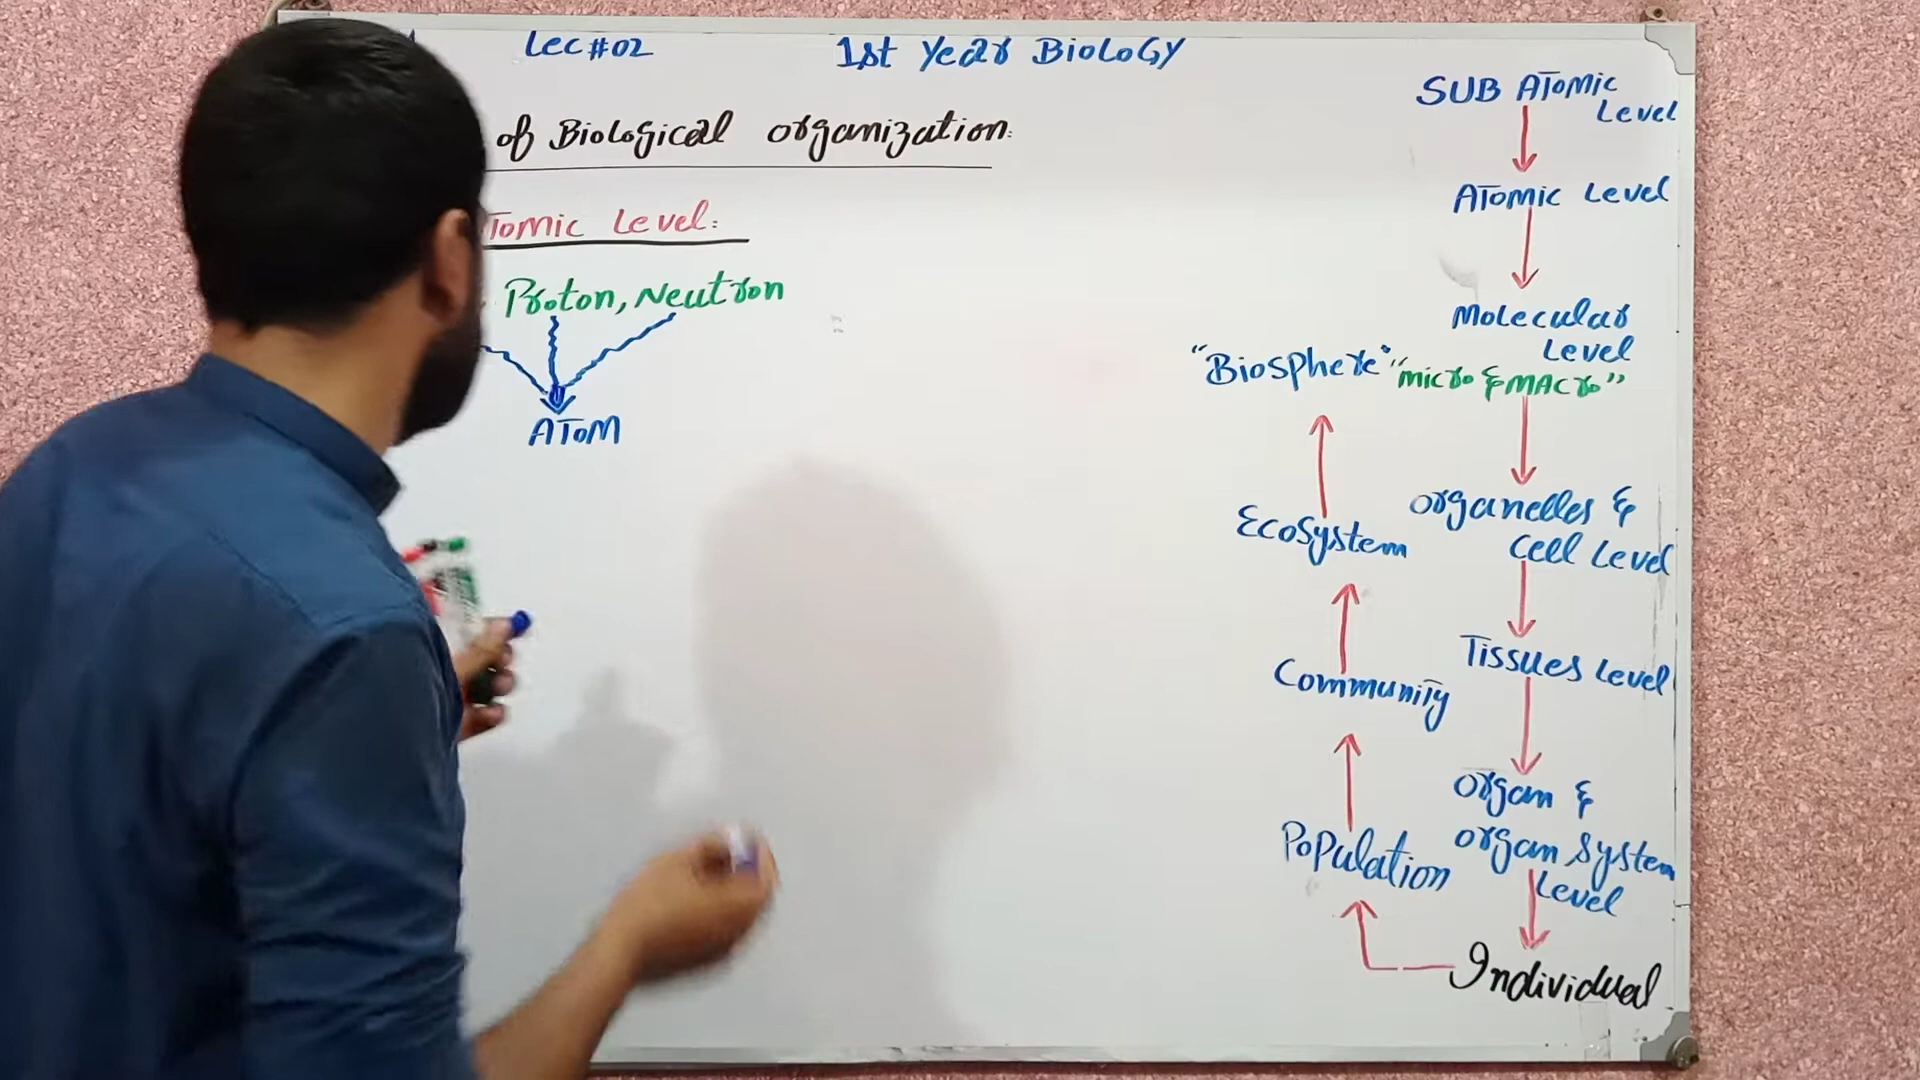 Lec#02
1st Year BioLoGY
of Biological organization:
Tomic Level:
Proton, Neutron
ATOM
SUB ATomic
Level
ATomic Level
Molecular
Level
"micro & MAcro"
organelles &
Cell Level
Tissues Level
organ &
organ System
Level
Individual
Population
Community
EcoSystem
"Biosphere"